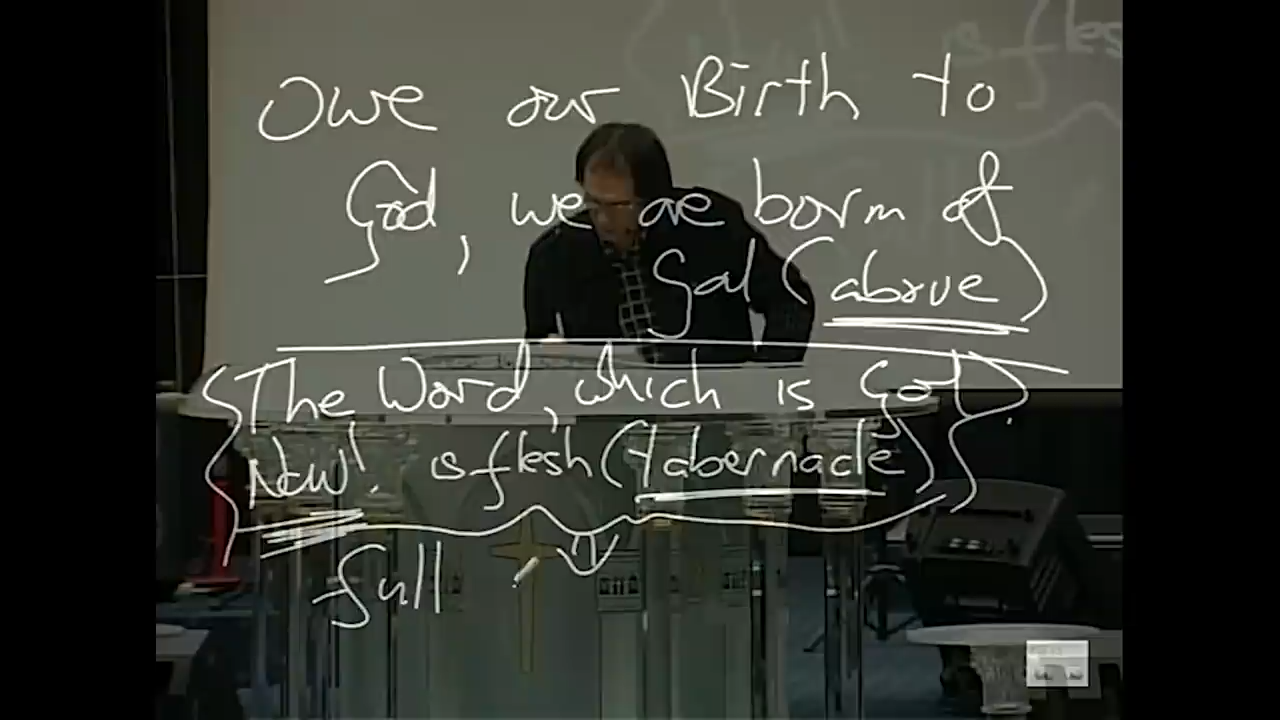 Owe our Birth to
God, we are born of
God (above)
The Word, which is God
Now! is flesh (tabernacle)
full